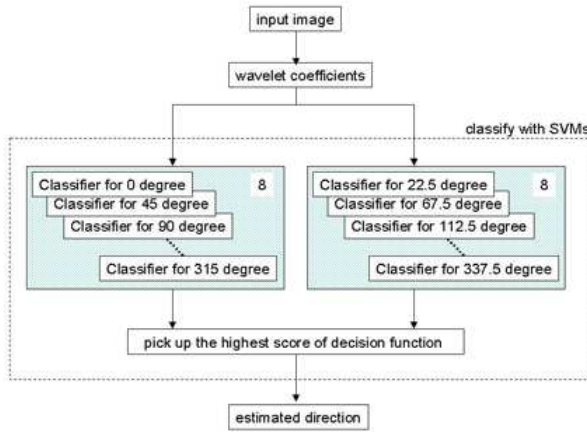 input image
wavelet coefficients
classify with SVMs
8
Classifier for 0 degree
Classifier for 45 degree
Classifier for 90 degree
Classifier for 315 degree
8
Classifier for 22.5 degree
Classifier for 67.5 degree
Classifier for 112.5 degree
Classifier for 337.5 degree
pick up the highest score of decision function
estimated direction